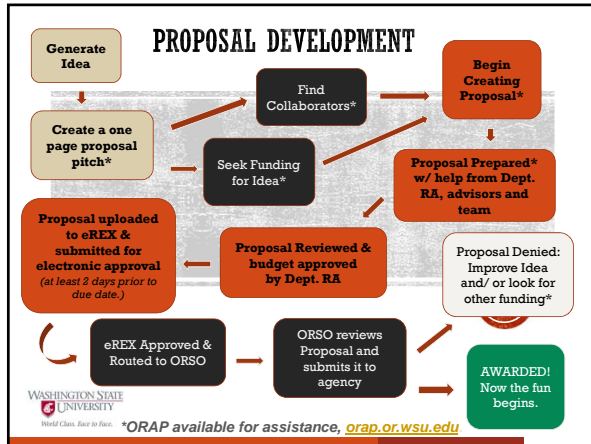 PROPOSAL DEVELOPMENT
Generate
Idea
Create a one
page proposal
pitch*
Find
Collaborators*
Seek Funding
for Idea*
Begin
Creating
Proposal*
Proposal Prepared*
w/ help from Dept.
RA, advisors and
team
Proposal Reviewed &
budget approved
by Dept. RA
Proposal uploaded
to eREX &
submitted for
electronic approval
(at least 2 days prior to
due date.)
eREX Approved &
Routed to ORSO
ORSO reviews
Proposal and
submits it to
agency
Proposal Denied:
Improve Idea
and/ or look for
other funding*
AWARDED!
Now the fun
begins.
WASHINGTON STATE
UNIVERSITY
World Class. Face to Face.
*ORAP available for assistance, orap.or.wsu.edu